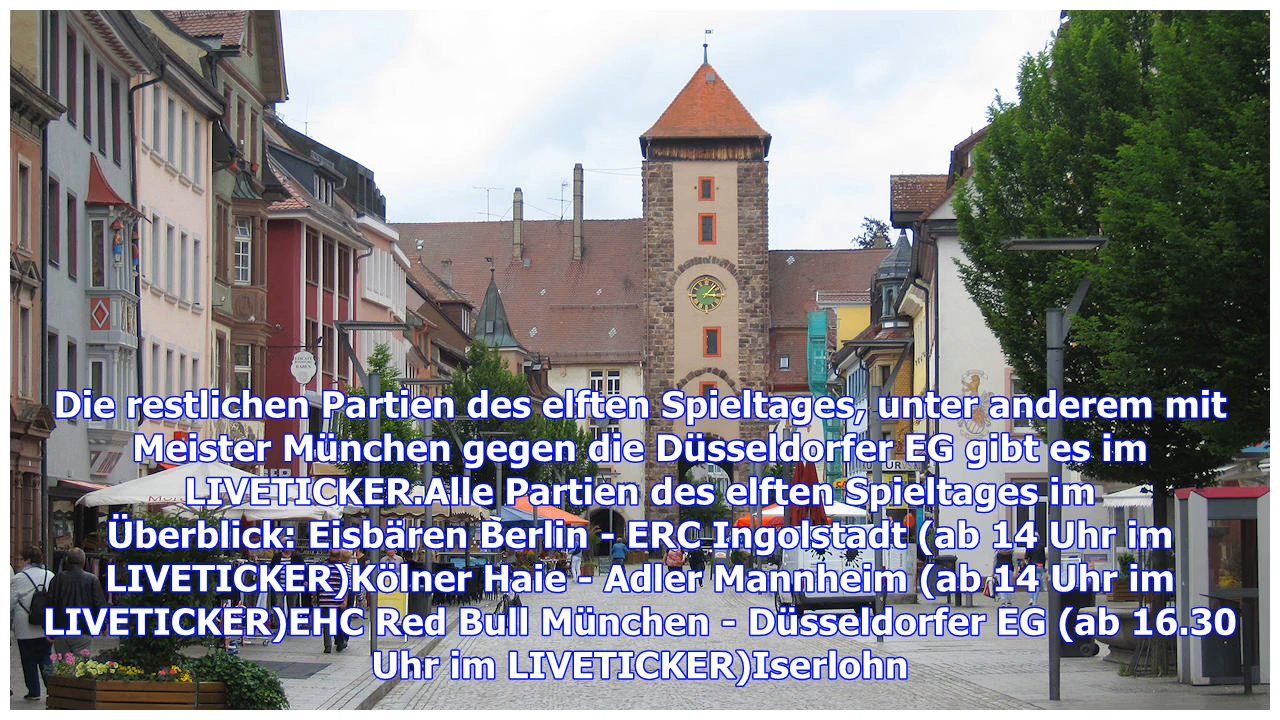 Die restlichen Partien des elften Spieltages, unter anderem mit
Meister München gegen die Düsseldorfer EG gibt es im
LIVETICKER.Alle Partien des elften Spieltages im
Überblick: Eisbären Berlin - ERC Ingolstadt (ab 14 Uhr im
LIVETICKER)Kölner Haie - Adler Mannheim (ab 14 Uhr im
LIVETICKER)EHC Red Bull München - Düsseldorfer EG (ab 16.30
Uhr im LIVETICKER)Iserlohn